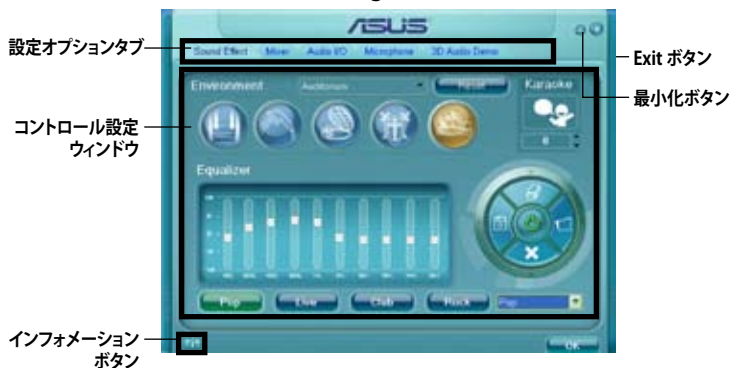 ASUS
設定オプションタブ
Sound Effect Mixer Audio I/O Microphone 3D Audio Demo
Exit ボタン
最小化ボタン
Environment Auditorium Reset Karaoke
0
コントロール設定
ウィンドウ
Equalizer
Pop Live Club Rock Pop
インフォメーション
ボタン
OK